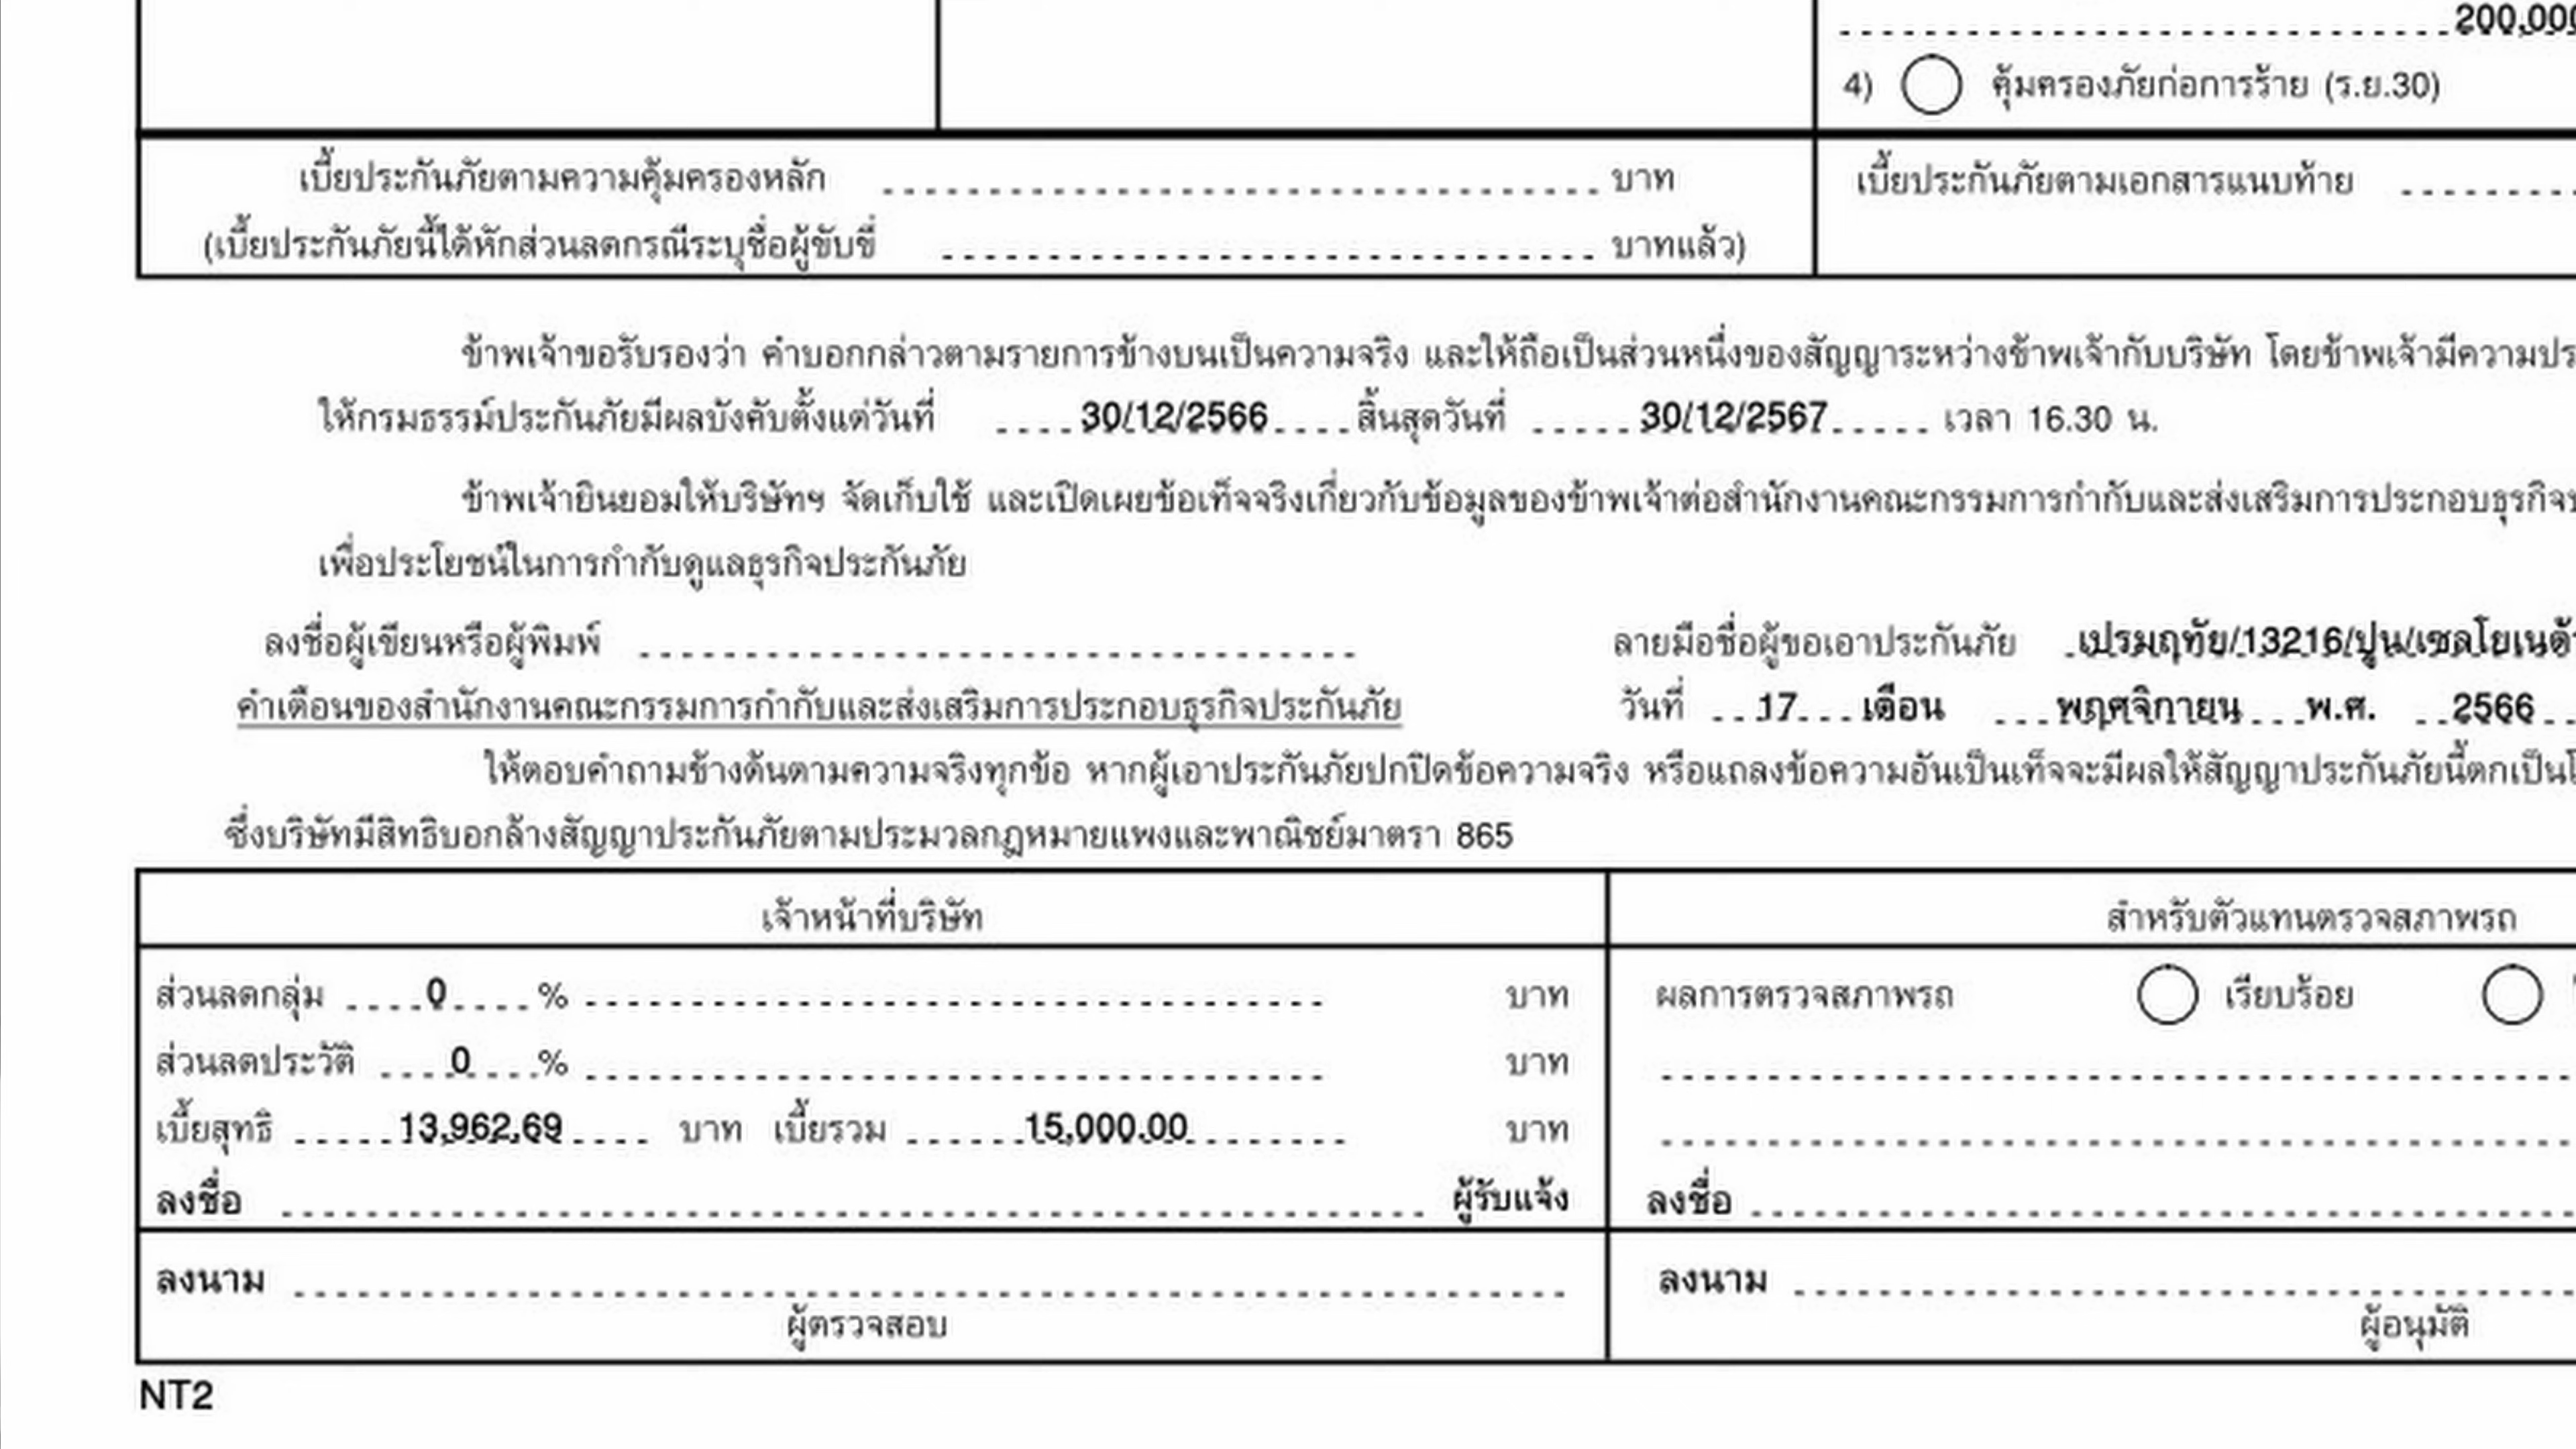 200,000
4) คุ้มครองภัยก่อการร้าย (ร.ย.30)
เบี้ยประกันภัยตามความคุ้มครองหลัก บาท เบี้ยประกันภัยตามเอกสารแนบท้าย
(เบี้ยประกันภัยนี้ได้หักส่วนลดกรณีระบุชื่อผู้ขับขี่ บาทแล้ว)
ข้าพเจ้าขอรับรองว่า คำบอกกล่าวตามรายการข้างบนเป็นความจริง และให้ถือเป็นส่วนหนึ่งของสัญญาระหว่างข้าพเจ้ากับบริษัท โดยข้าพเจ้ามีความประ
ให้กรมธรรม์ประกันภัยมีผลบังคับตั้งแต่วันที่ 30/12/2566 สิ้นสุดวันที่ 30/12/2567 เวลา 16.30 น.
ข้าพเจ้ายินยอมให้บริษัทฯ จัดเก็บใช้ และเปิดเผยข้อเท็จจริงเกี่ยวกับข้อมูลของข้าพเจ้าต่อสำนักงานคณะกรรมการกำกับและส่งเสริมการประกอบธุรกิจ
เพื่อประโยชน์ในการกำกับดูแลธุรกิจประกันภัย
ลงชื่อผู้เขียนหรือผู้พิมพ์ ลายมือชื่อผู้ขอเอาประกันภัย เปรมฤทัย/13216/ปูน/เซลโยเนต้า
คำเตือนของสำนักงานคณะกรรมการกำกับและส่งเสริมการประกอบธุรกิจประกันภัย วันที่ 17 เดือน พฤศจิกายน พ.ศ. 2566
ให้ตอบคำถามข้างต้นตามความจริงทุกข้อ หากผู้เอาประกันภัยปกปิดข้อความจริง หรือแถลงข้อความอันเป็นเท็จจะมีผลให้สัญญาประกันภัยนี้ตกเป็น
ซึ่งบริษัทมีสิทธิบอกล้างสัญญาประกันภัยตามประมวลกฎหมายแพงและพาณิชย์มาตรา 865
เจ้าหน้าที่บริษัท สำหรับตัวแทนตรวจสภาพรถ
ส่วนลดกลุ่ม 0 % บาท ผลการตรวจสภาพรถ เรียบร้อย
ส่วนลดประวัติ 0 % บาท
เบี้ยสุทธิ 13,962.69 บาท เบี้ยรวม 15,000.00 บาท
ลงชื่อ ผู้รับแจ้ง ลงชื่อ
ลงนาม ลงนาม
ผู้ตรวจสอบ ผู้อนุมัติ
NT2